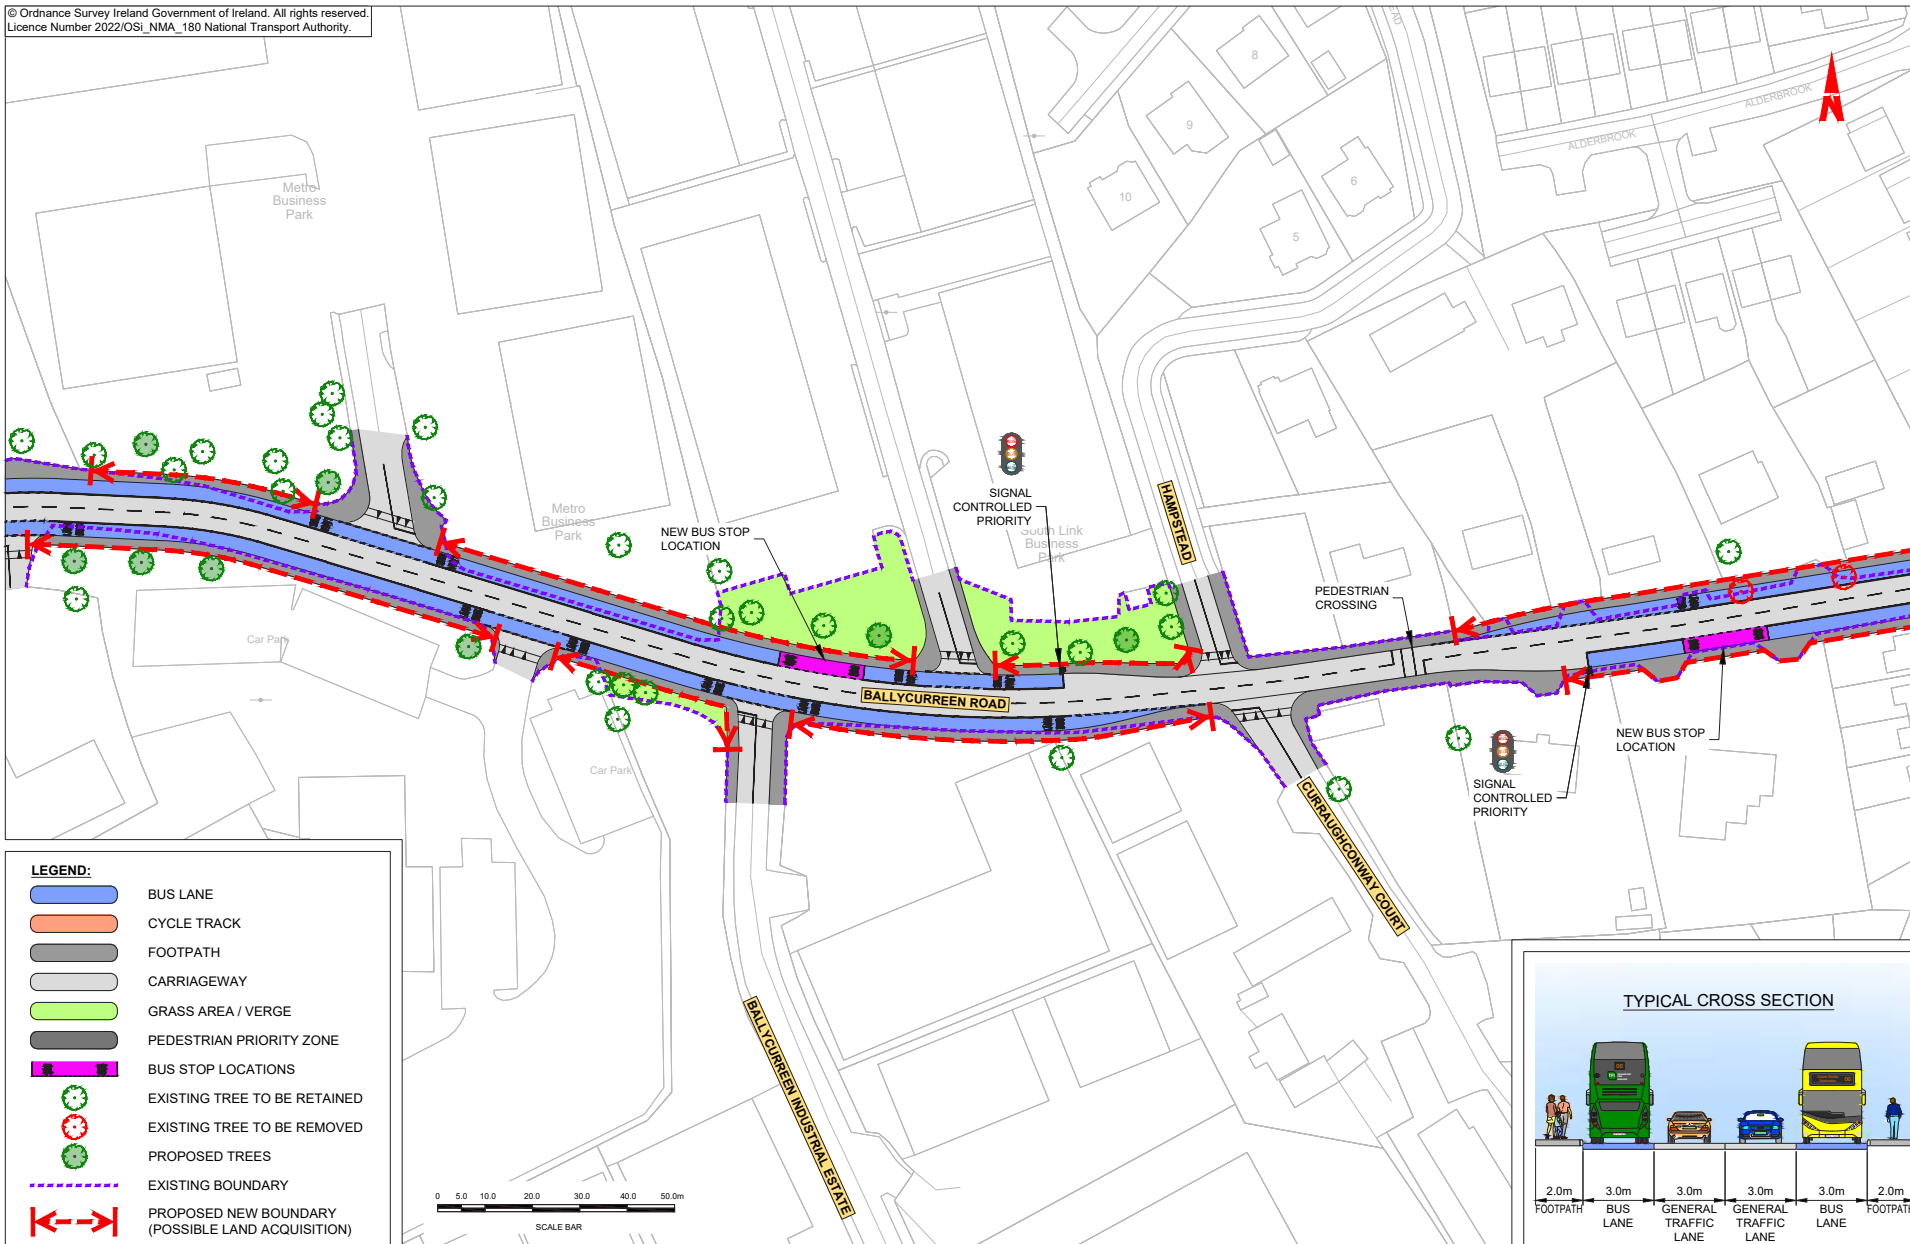 © Ordnance Survey Ireland Government of Ireland. All rights reserved.
Licence Number 2022/OSi_NMA_180 National Transport Authority.
8
9
10
6
5
ALDERBROOK
ALDERBROOK
N
Metro
Business
Park
Metro
Business
Park
NEW BUS STOP
LOCATION
SIGNAL
CONTROLLED
PRIORITY
South Link
Business
Park
HAMPSTEAD
PEDESTRIAN
CROSSING
BALLYCURREEN ROAD
Car Park
Car Park
NEW BUS STOP
LOCATION
SIGNAL
CONTROLLED
PRIORITY
CURRAUGHCONWAY COURT
BALLYCURREEN INDUSTRIAL ESTATE
LEGEND:
BUS LANE
CYCLE TRACK
FOOTPATH
CARRIAGEWAY
GRASS AREA / VERGE
PEDESTRIAN PRIORITY ZONE
BUS STOP LOCATIONS
EXISTING TREE TO BE RETAINED
EXISTING TREE TO BE REMOVED
PROPOSED TREES
EXISTING BOUNDARY
PROPOSED NEW BOUNDARY
(POSSIBLE LAND ACQUISITION)
0 5.0 10.0 20.0 30.0 40.0 50.0m
SCALE BAR
TYPICAL CROSS SECTION
2.0m 3.0m 3.0m 3.0m 3.0m 2.0m
FOOTPATH BUS GENERAL GENERAL BUS FOOTPATH
LANE TRAFFIC TRAFFIC LANE
LANE LANE